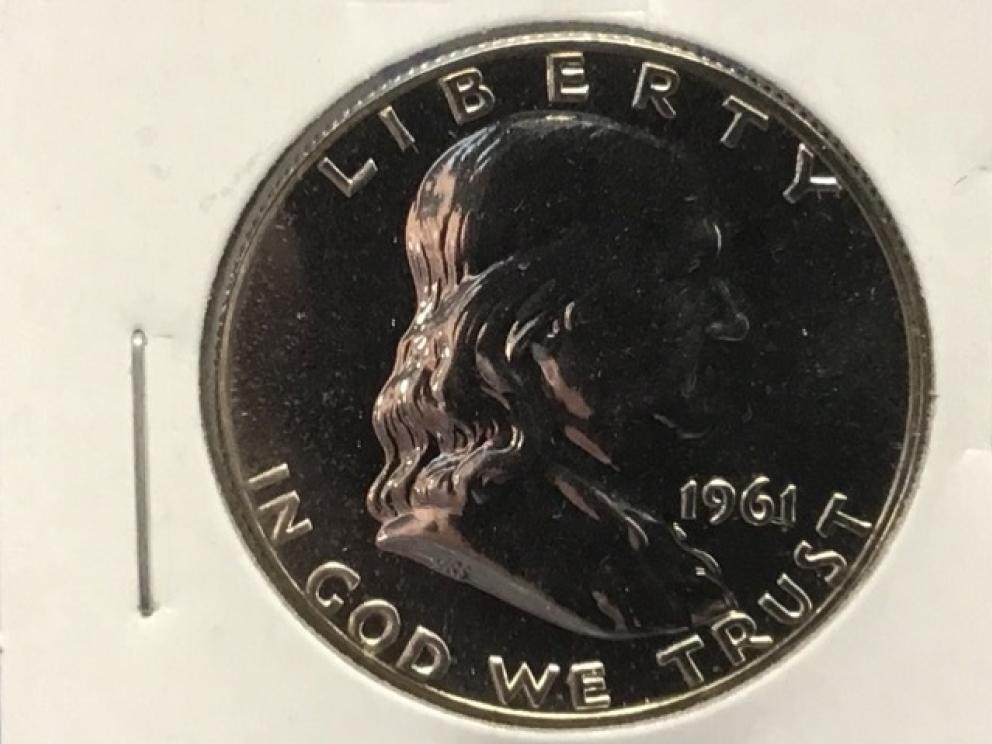 LIBERTY
1961
IN GOD WE TRUST